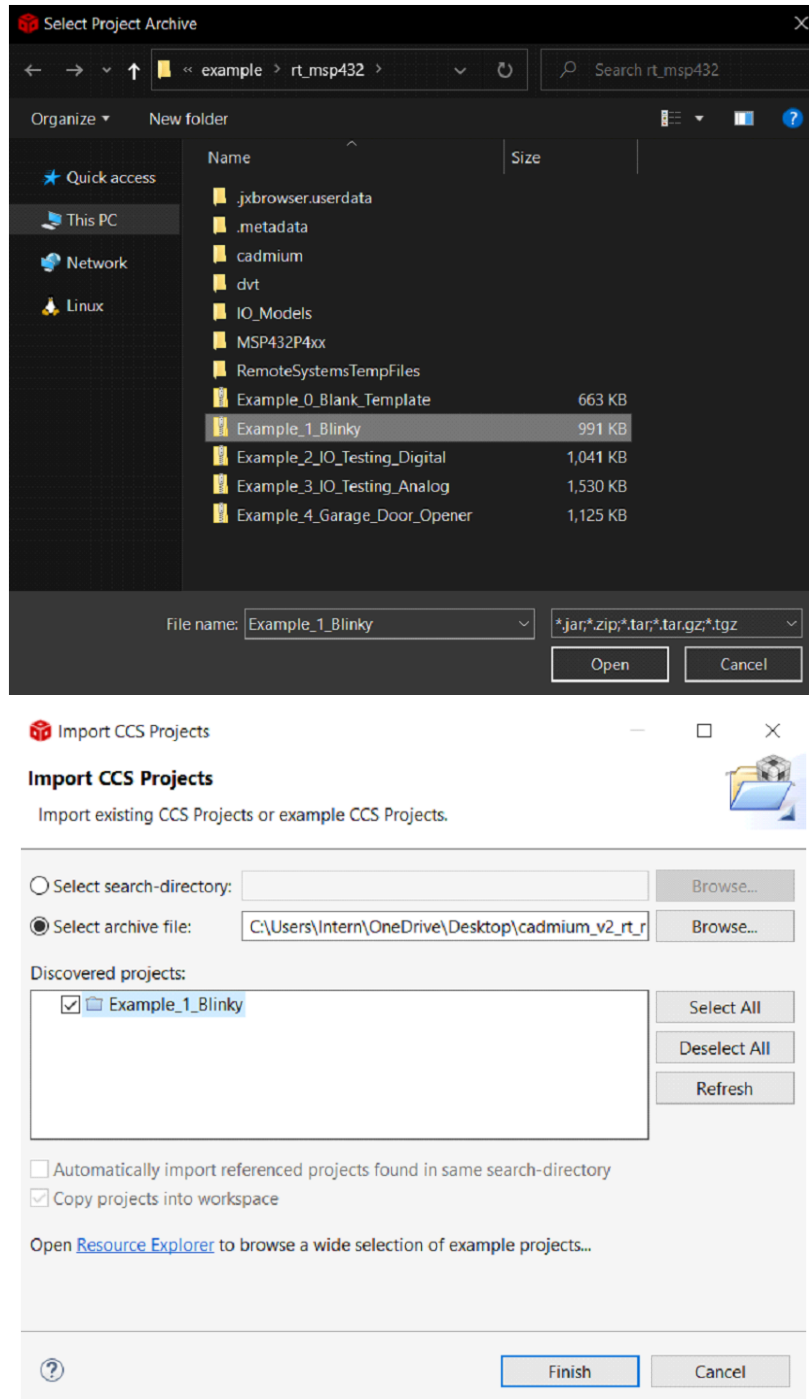 Select Project Archive
« example > rt_msp432 >
Search rt_msp432
Organize
New folder
Name
Size
Quick access
This PC
Network
Linux
.jxbrowser.userdata
.metadata
cadmium
dvt
IO_Models
MSP432P4xx
RemoteSystemsTempFiles
Example_0_Blank_Template 663 KB
Example_1_Blinky 991 KB
Example_2_IO_Testing_Digital 1,041 KB
Example_3_IO_Testing_Analog 1,530 KB
Example_4_Garage_Door_Opener 1,125 KB
File name: Example_1_Blinky *.jar;*.zip;*.tar;*.tar.gz;*.tgz
Open Cancel
Import CCS Projects
Import CCS Projects
Import existing CCS Projects or example CCS Projects.
Select search-directory: Browse...
Select archive file: C:\Users\Intern\OneDrive\Desktop\cadmium_v2_rt_r Browse...
Discovered projects:
Example_1_Blinky
Select All
Deselect All
Refresh
Automatically import referenced projects found in same search-directory
Copy projects into workspace
Open Resource Explorer to browse a wide selection of example projects...
? Finish Cancel